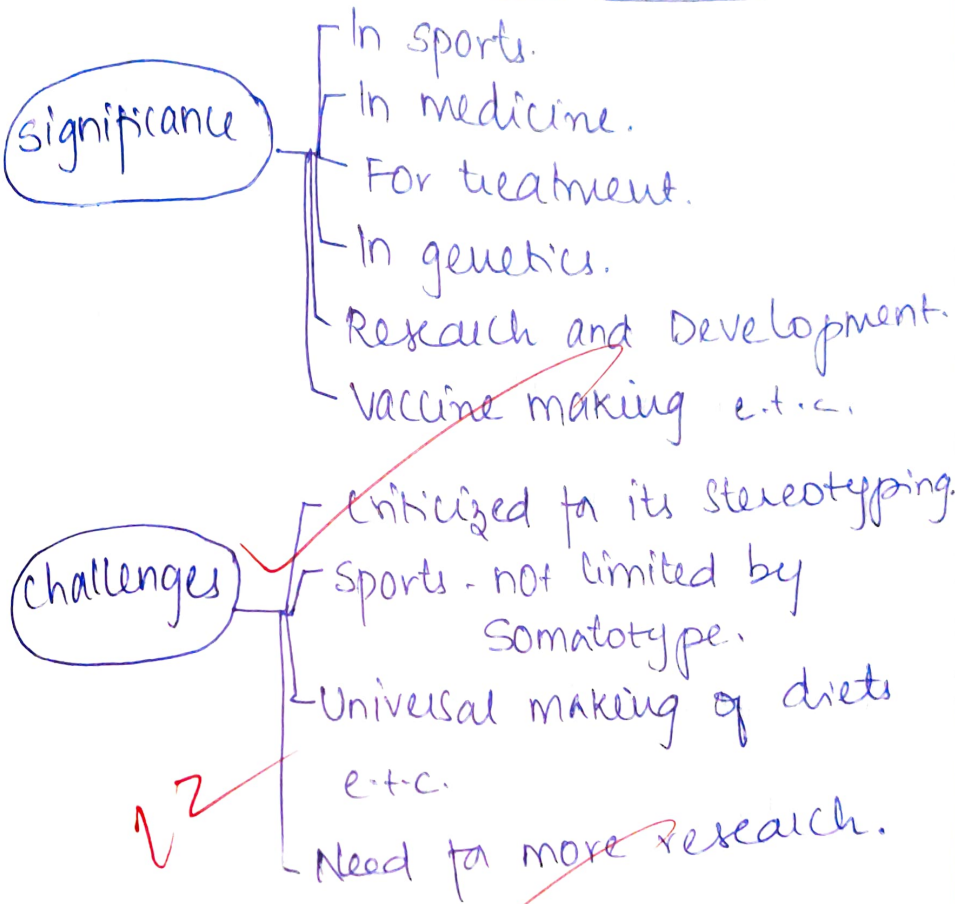 In sports.
In medicine.
significance
For treatment.
In genetics.
Research and Development.
Vaccine making e.t.c.
Criticized for its stereotyping.
challenges
Sports - not limited by
Somatotype.
Universal making of diets
e.t.c.
Need for more research.